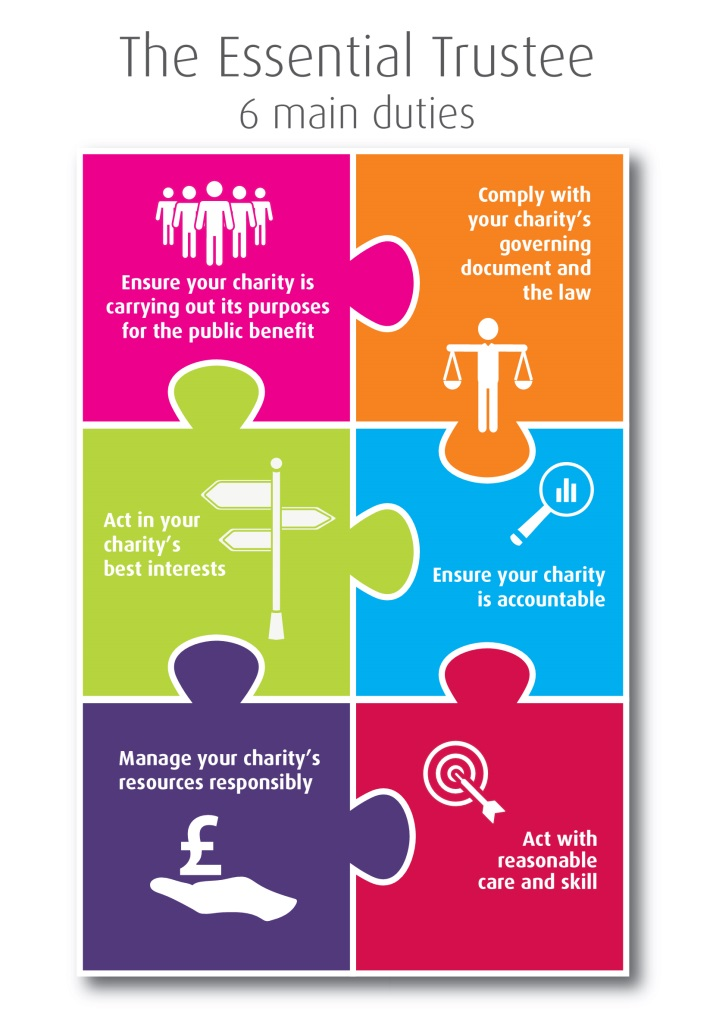 The Essential Trustee
6 main duties
Ensure your charity is
carrying out its purposes
for the public benefit
Comply with
your charity's
governing
document and
the law
Act in your
charity's
best interests
Ensure your charity
is accountable
Manage your charity's
resources responsibly
£
Act with
reasonable
care and skill